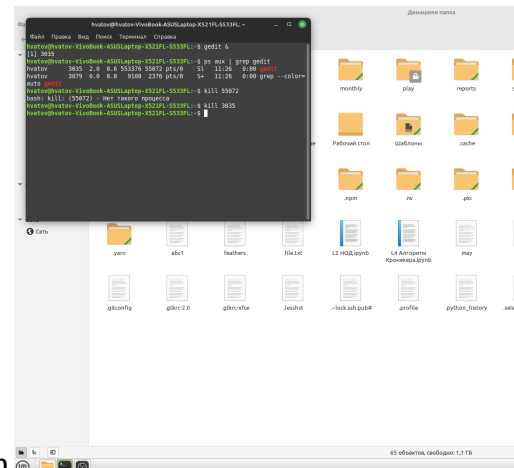 Домашняя папка
hvatov@hvatov-VivoBook-ASUSLaptop-X521FL-S533FL: ~
Файл Правка Вид Поиск Терминал Справка
hvatov@hvatov-VivoBook-ASUSLaptop-X521FL-S533FL:~$ gedit &
[1] 3035
hvatov@hvatov-VivoBook-ASUSLaptop-X521FL-S533FL:~$ ps aux | grep gedit
hvatov 3035 2.0 0.6 553376 55072 pts/0 Sl 11:26 0:00 gedit
hvatov 3079 0.0 0.0 9108 2376 pts/0 S+ 11:26 0:00 grep --color=
auto gedit
hvatov@hvatov-VivoBook-ASUSLaptop-X521FL-S533FL:~$ kill 55072
bash: kill: (55072) - Нет такого процесса
hvatov@hvatov-VivoBook-ASUSLaptop-X521FL-S533FL:~$ kill 3035
hvatov@hvatov-VivoBook-ASUSLaptop-X521FL-S533FL:~$
monthly play reports
Рабочий стол Шаблоны .cache
.npm .rw .pki
Сеть
.yarn abc1 feathers file.txt L2 НОД.ipynb L4 Алгоритм may
Кронекера.ipynb
.gitconfig .gtkrc-2.0 .gtkrc-xfce .lesshst .~lock.ssh.pub# .profile .python_history
65 объектов, свободно: 1,1 ГБ